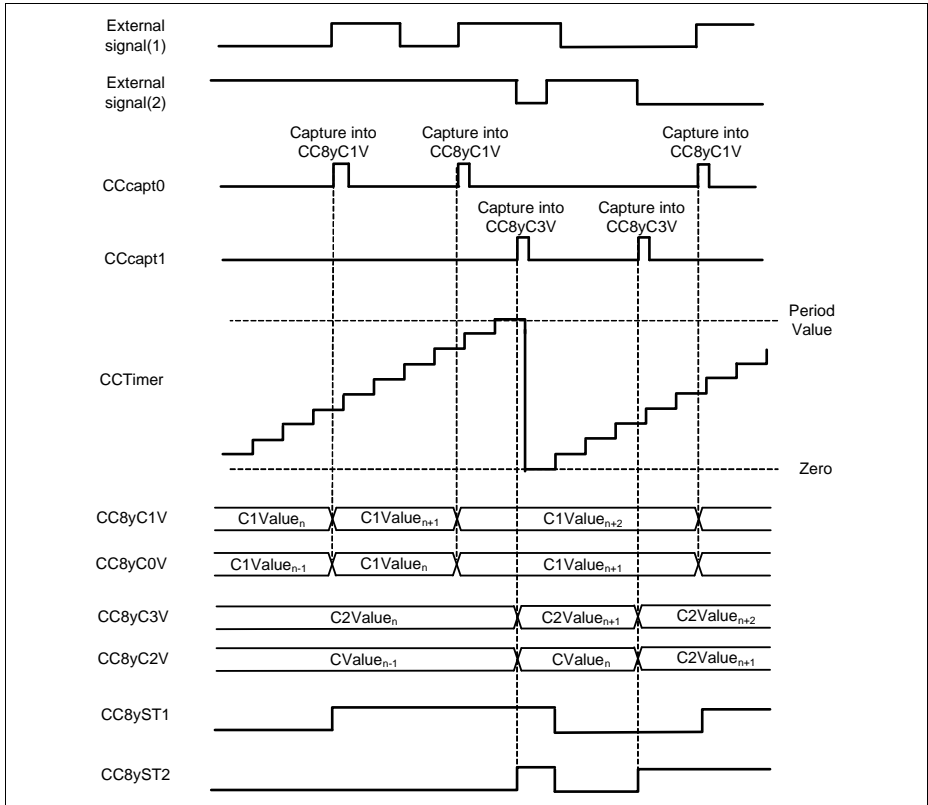 External
signal(1)
External
signal(2)
Capture into
CC8yC1V
Capture into
CC8yC1V
Capture into
CC8yC1V
CCcapt0
Capture into
CC8yC3V
Capture into
CC8yC3V
CCcapt1
Period
Value
CCTimer
Zero
CC8yC1V C1Valueₙ C1Valueₙ₊₁ C1Valueₙ₊₂
CC8yC0V C1Valueₙ₋₁ C1Valueₙ C1Valueₙ₊₁
CC8yC3V C2Valueₙ C2Valueₙ₊₁ C2Valueₙ₊₂
CC8yC2V CValueₙ₋₁ CValueₙ C2Valueₙ₊₁
CC8yST1
CC8yST2